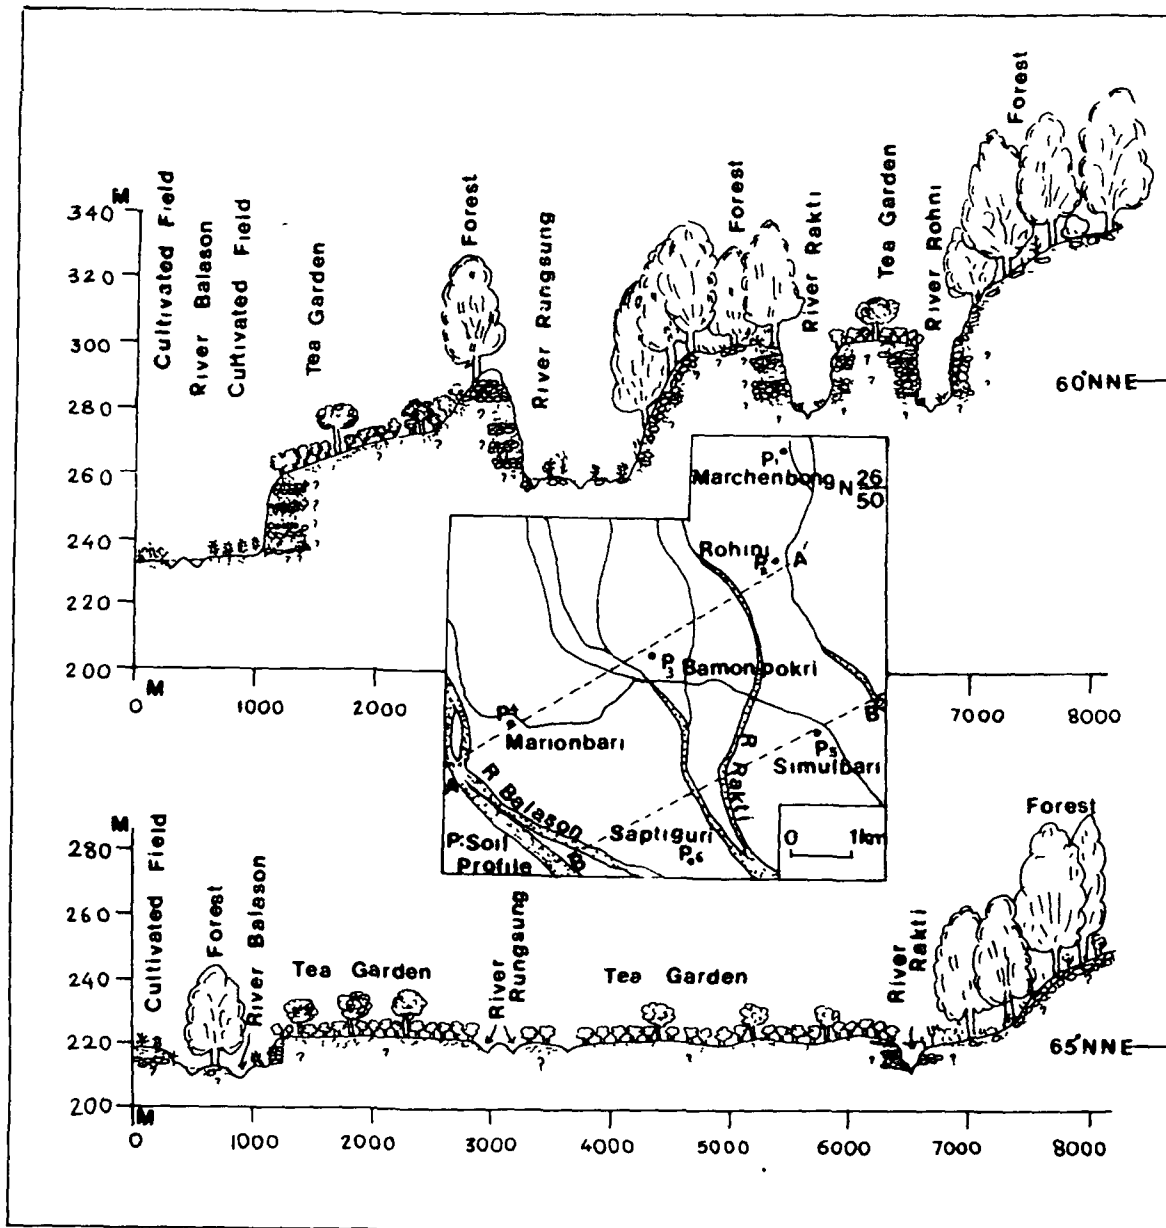 M
340
320
300
280
260
240
220
200
Cultivated Field
River Balason
Cultivated Field
Tea Garden
Forest
River Rungsung
Forest
River Rakti
Tea Garden
River Rohni
Forest
60°NNE
M
0
1000
2000
7000
8000
P1
Marchenbong
N 26
50
Rohini
P2
A'
P3
Bamonpokri
P4
Marionbari
B'
P5
Simulbari
R Rakti
R Balason
A
B
Saptiguri
P6
P:Soil
Profile
0 1km
M
280
260
240
220
200
Cultivated Field
Forest
River Balason
Tea Garden
River
Rungsung
Tea Garden
River
Rakti
Forest
65°NNE
M
0
1000
2000
3000
4000
5000
6000
7000
8000